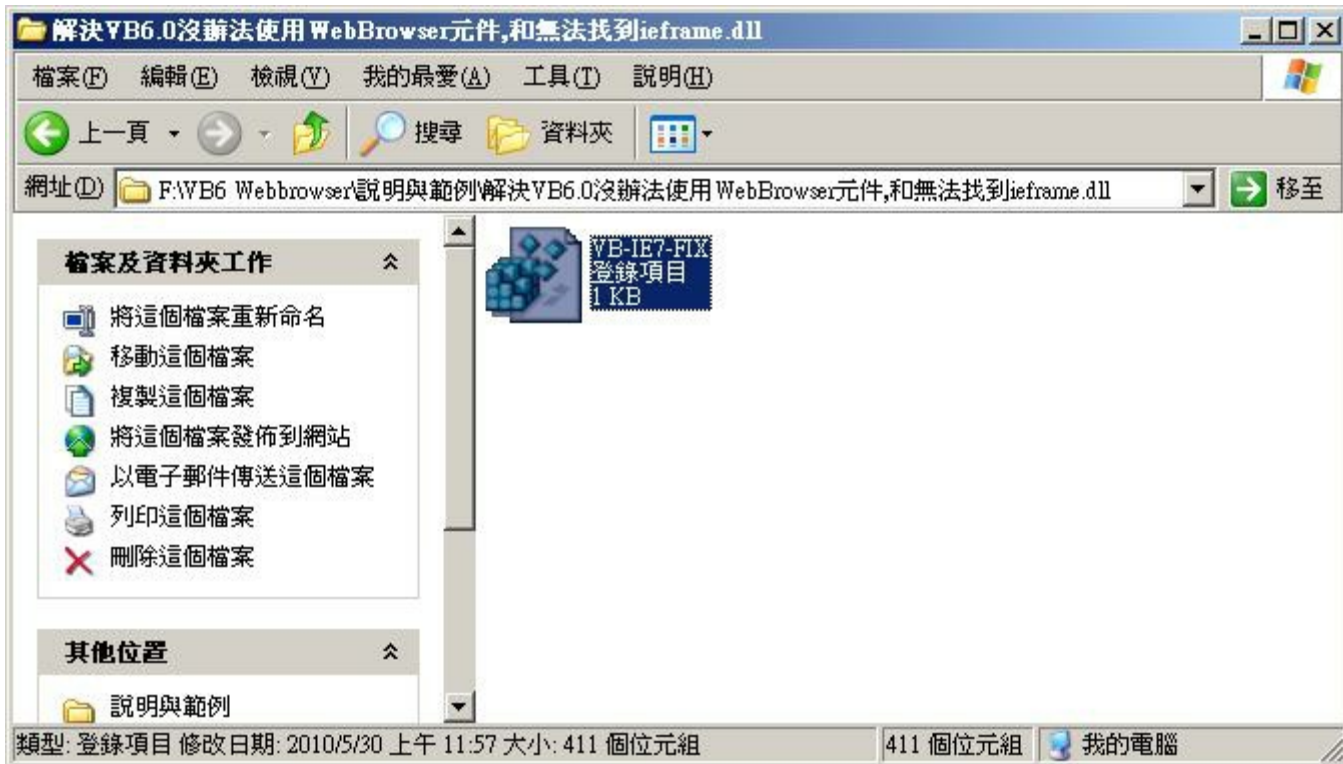 解決VB6.0沒辦法使用WebBrowser元件,和無法找到ieframe.dll
檔案(F) 編輯(E) 檢視(V) 我的最愛(A) 工具(T) 說明(H)
上一頁 搜尋 資料夾
網址(D) F:\VB6 Webbrowser\說明與範例\解決VB6.0沒辦法使用WebBrowser元件,和無法找到ieframe.dll 移至
檔案及資料夾工作
將這個檔案重新命名
移動這個檔案
複製這個檔案
將這個檔案發佈到網站
以電子郵件傳送這個檔案
列印這個檔案
刪除這個檔案
其他位置
說明與範例
VB-IE7-FIX
登錄項目
1 KB
類型: 登錄項目 修改日期: 2010/5/30 上午 11:57 大小: 411 個位元組 411 個位元組 我的電腦